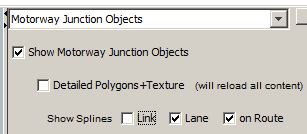 Motorway Junction Objects
Show Motorway Junction Objects
Detailed Polygons+Texture (will reload all content)
Show Splines Link Lane on Route